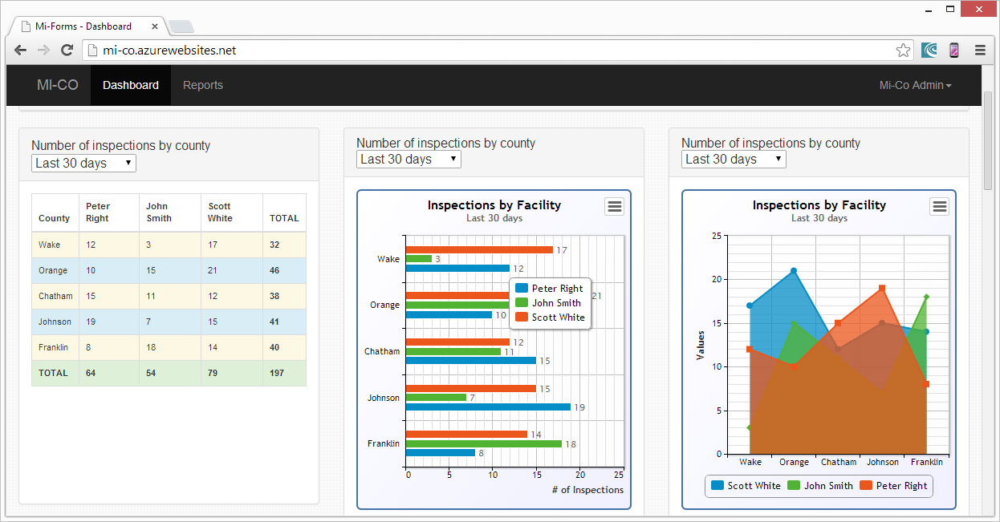 Mi-Forms - Dashboard
mi-co.azurewebsites.net
MI-CO Dashboard Reports Mi-Co Admin
Number of inspections by county
Last 30 days
County Peter Right John Smith Scott White TOTAL
Wake 12 3 17 32
Orange 10 15 21 46
Chatham 15 11 12 38
Johnson 19 7 15 41
Franklin 8 18 14 40
TOTAL 64 54 79 197
Number of inspections by county
Last 30 days
Inspections by Facility
Last 30 days
17
Wake 3
12
21
Orange
10
Peter Right
John Smith
Scott White
12
Chatham 11
15
15
Johnson 7
19
14
Franklin 18
8
0 5 10 15 20 25
# of Inspections
Number of inspections by county
Last 30 days
Inspections by Facility
Last 30 days
25
20
15
10
5
0
Values
Wake Orange Chatham Johnson Franklin
Scott White John Smith Peter Right